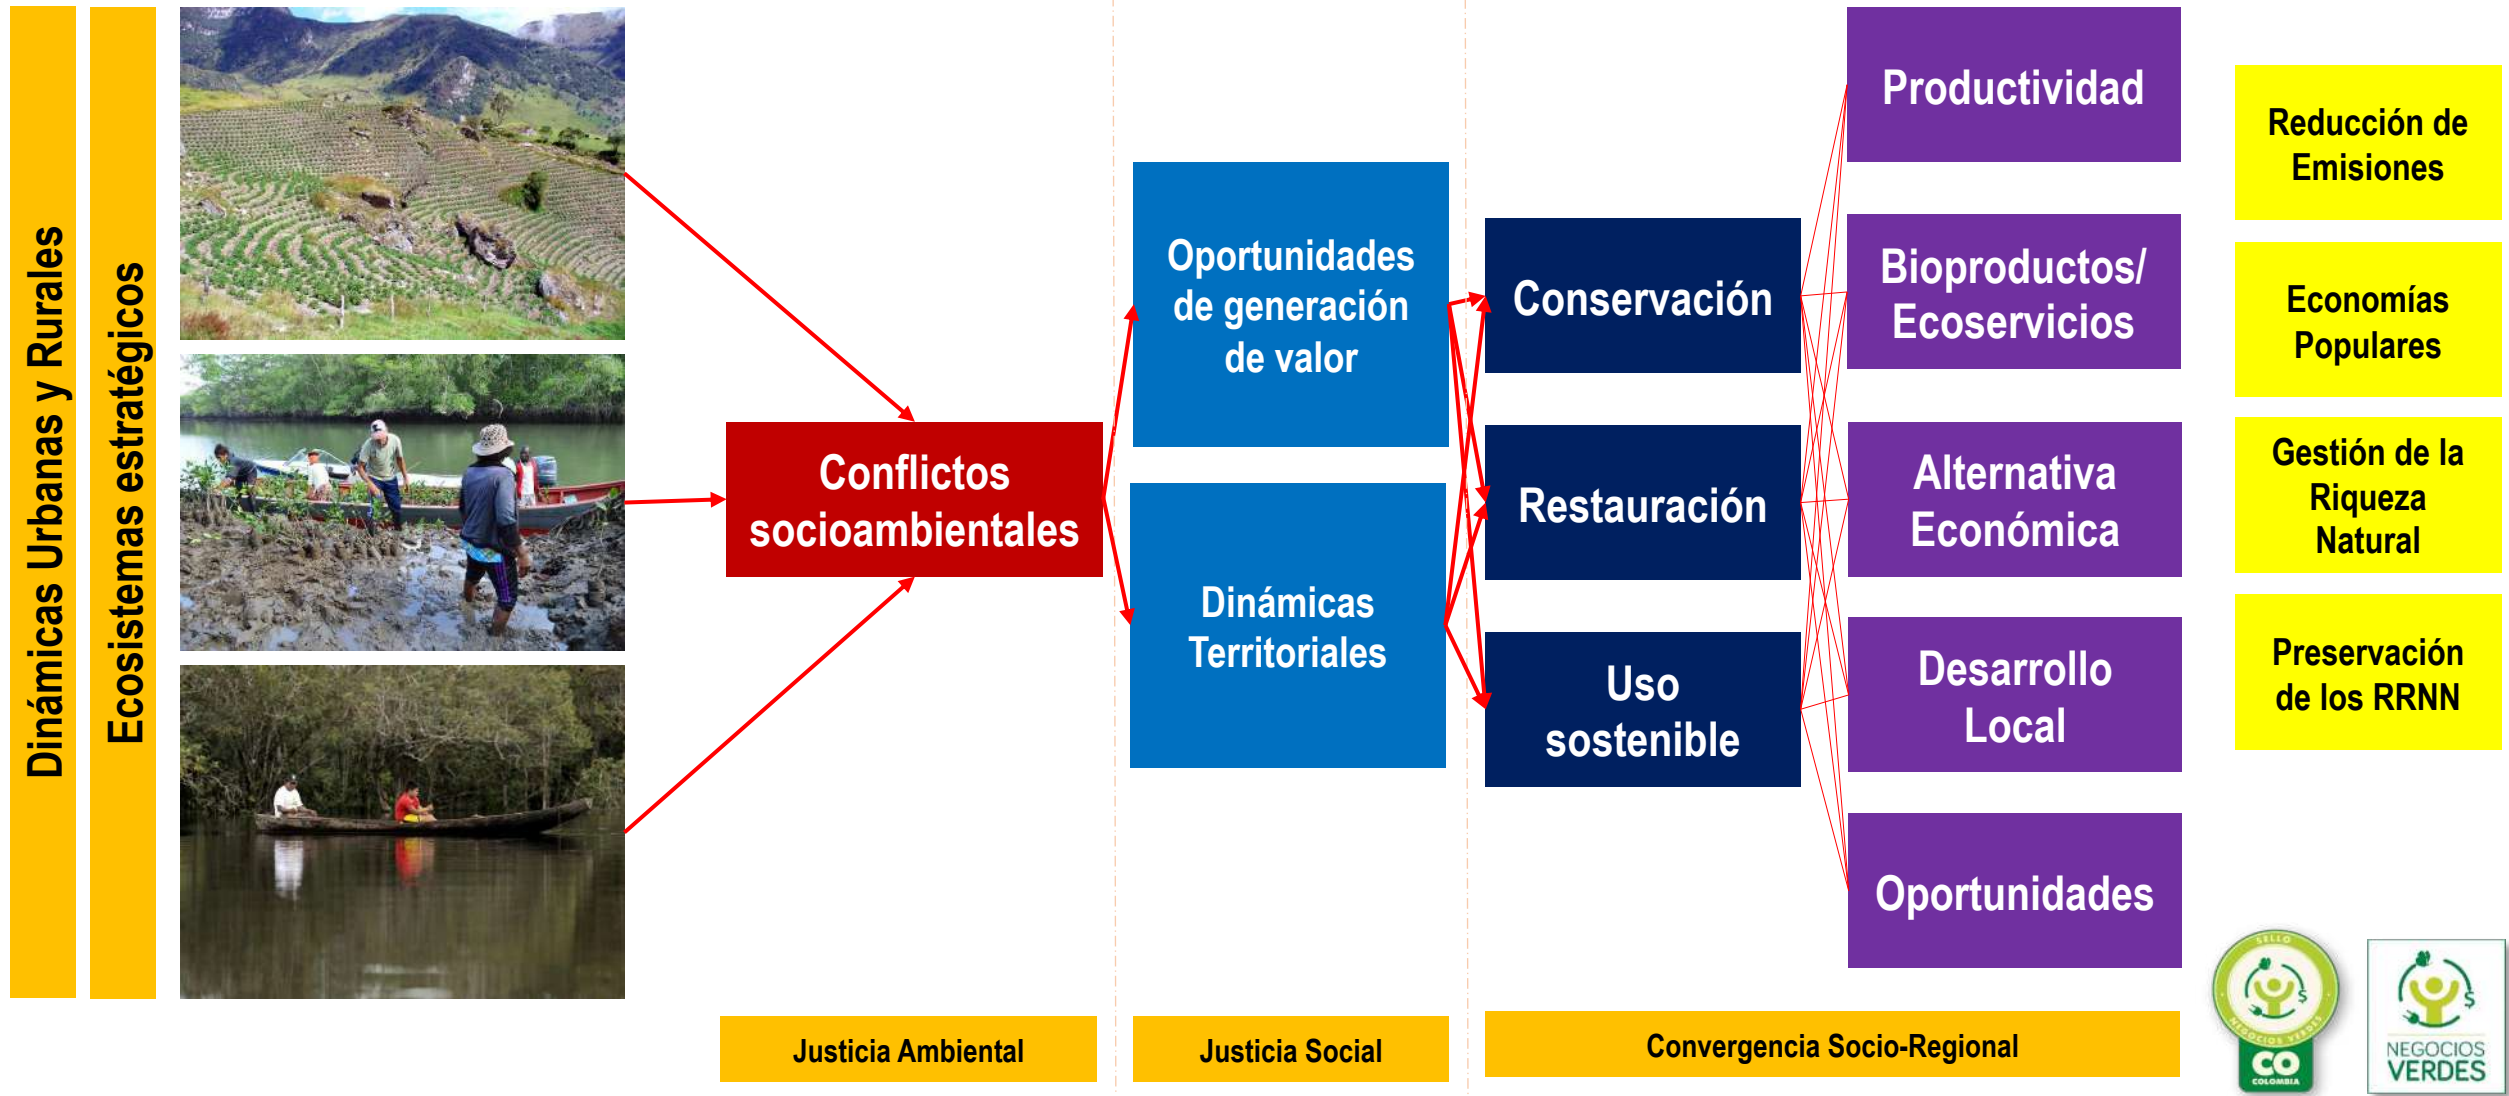 Dinámicas Urbanas y Rurales
Ecosistemas estratégicos
Conflictos
socioambientales
Oportunidades
de generación
de valor
Dinámicas
Territoriales
Conservación
Restauración
Uso
sostenible
Productividad
Bioproductos/
Ecoservicios
Alternativa
Económica
Desarrollo
Local
Oportunidades
Reducción de
Emisiones
Economías
Populares
Gestión de la
Riqueza
Natural
Preservación
de los RRNN
Justicia Ambiental
Justicia Social
Convergencia Socio-Regional
SELLO
NEGOCIOS VERDES
CO
COLOMBIA
NEGOCIOS
VERDES